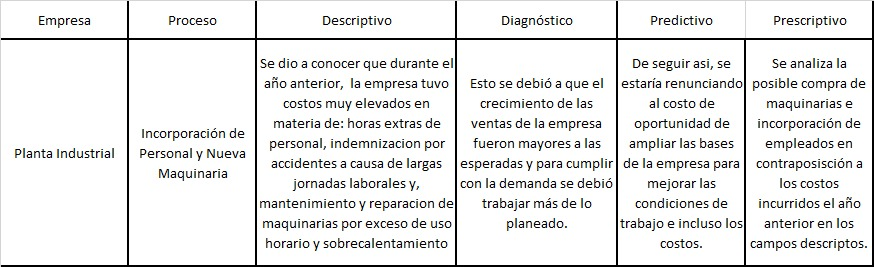 Empresa
Proceso
Descriptivo
Diagnóstico
Predictivo
Prescriptivo
Planta Industrial
Incorporación de
Personal y Nueva
Maquinaria
Se dio a conocer que durante el
año anterior, la empresa tuvo
costos muy elevados en
materia de: horas extras de
personal, indemnizacion por
accidentes a causa de largas
jornadas laborales y,
mantenimiento y reparacion de
maquinarias por exceso de uso
horario y sobrecalentamiento
Esto se debió a que el
crecimiento de las
ventas de la empresa
fueron mayores a las
esperadas y para cumplir
con la demanda se debió
trabajar más de lo
planeado.
De seguir asi, se
estaría renunciando
al costo de
oportunidad de
ampliar las bases
de la empresa para
mejorar las
condiciones de
trabajo e incluso los
costos.
Se analiza la
posible compra de
maquinarias e
incorporación de
empleados en
contraposisción a
los costos
incurridos el año
anterior en los
campos descriptos.